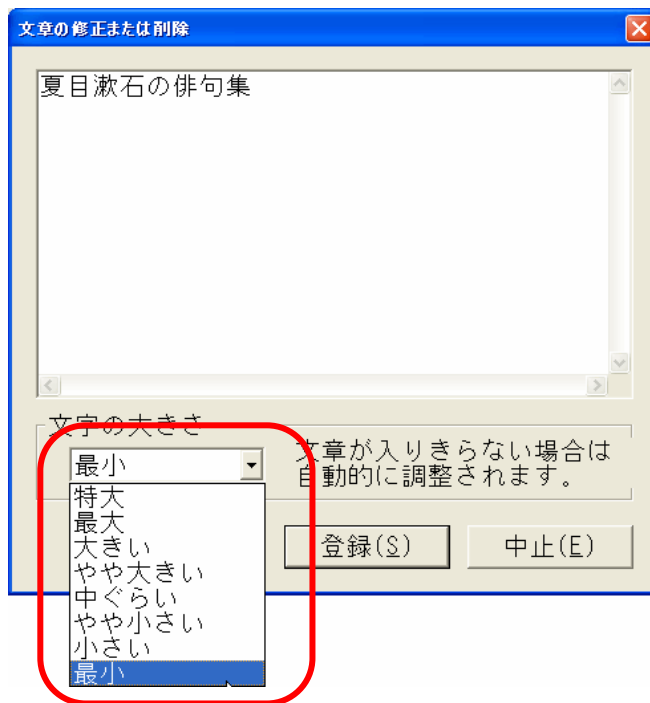 文章の修正または削除
夏目漱石の俳句集
文字の大きさ
最小
文章が入りきらない場合は
自動的に調整されます。
特大
最大
大きい
やや大きい
中ぐらい
やや小さい
小さい
最小
登録(S)
中止(E)